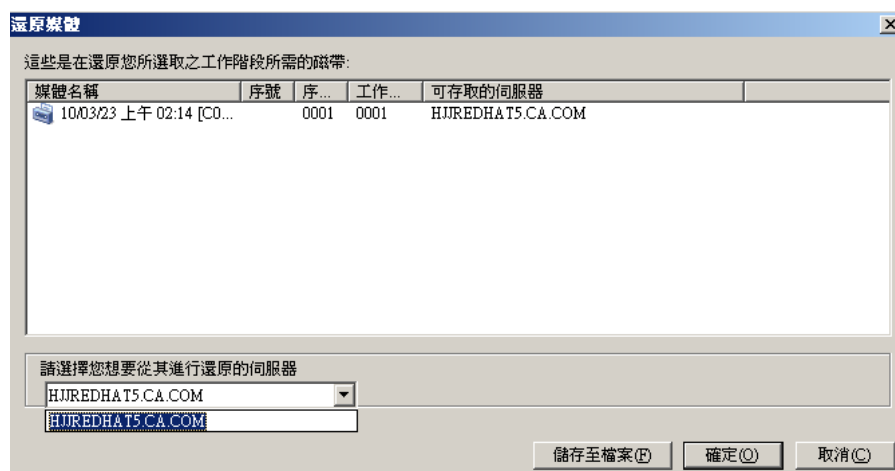 還原媒體
這些是在還原您所選取之工作階段所需的磁帶:
媒體名稱 序號 序... 工作... 可存取的伺服器
10/03/23 上午 02:14 [C0... 0001 0001 HJJREDHAT5.CA.COM
請選擇您想要從其進行還原的伺服器
HJJREDHAT5.CA.COM
HJJREDHAT5.CA.COM
儲存至檔案(F) 確定(O) 取消(C)